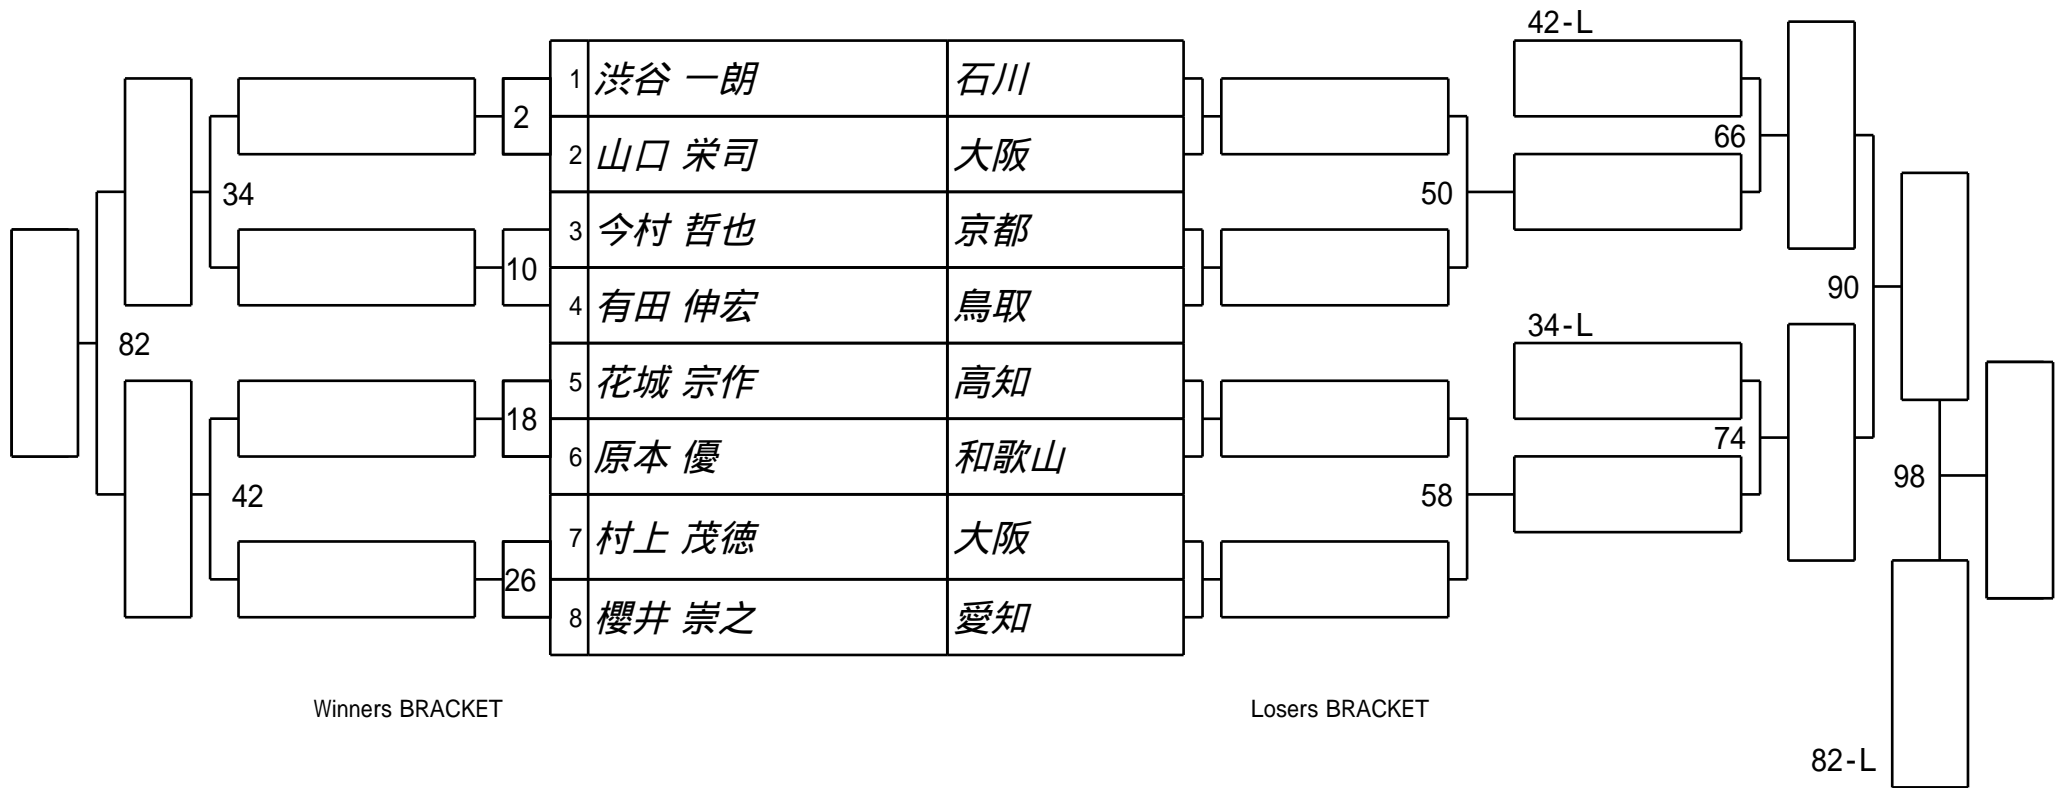 42-L
1 渋谷 一朗 石川
2
66
2 山口 栄司 大阪
34
50
3 今村 哲也 京都
10
4 有田 伸宏 鳥取
90
34-L
82
5 花城 宗作 高知
18
74
6 原本 優 和歌山
98
42
58
7 村上 茂徳 大阪
26
8 櫻井 崇之 愛知
Winners BRACKET
Losers BRACKET
82-L